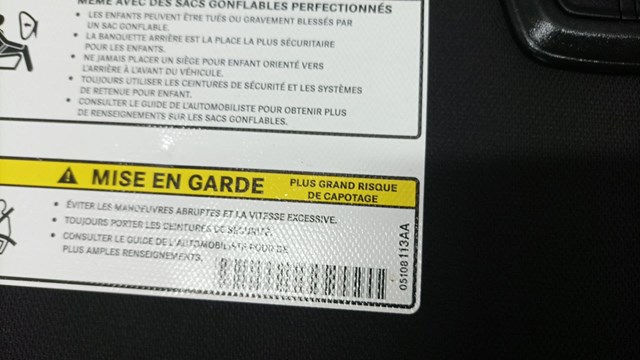 MÊME AVEC DES SACS GONFLABLES PERFECTIONNÉS
• LES ENFANTS PEUVENT ÊTRE TUÉS OU GRAVEMENT BLESSÉS PAR
UN SAC GONFLABLE.
• LA BANQUETTE ARRIÈRE EST LA PLACE LA PLUS SÉCURITAIRE
POUR LES ENFANTS.
• NE JAMAIS PLACER UN SIÈGE POUR ENFANT ORIENTÉ VERS
L'ARRIÈRE À L'AVANT DU VÉHICULE.
• TOUJOURS UTILISER LES CEINTURES DE SÉCURITÉ ET LES SYSTÈMES
DE RETENUE POUR ENFANT.
• CONSULTER LE GUIDE DE L'AUTOMOBILISTE POUR OBTENIR PLUS
DE RENSEIGNEMENTS SUR LES SACS GONFLABLES.
MISE EN GARDE
PLUS GRAND RISQUE
DE CAPOTAGE
• ÉVITER LES MANOEUVRES ABRUPTES ET LA VITESSE EXCESSIVE.
• TOUJOURS PORTER LES CEINTURES DE SÉCURITÉ.
• CONSULTER LE GUIDE DE L'AUTOMOBILISTE POUR DE
PLUS AMPLES RENSEIGNEMENTS.
05108113AA